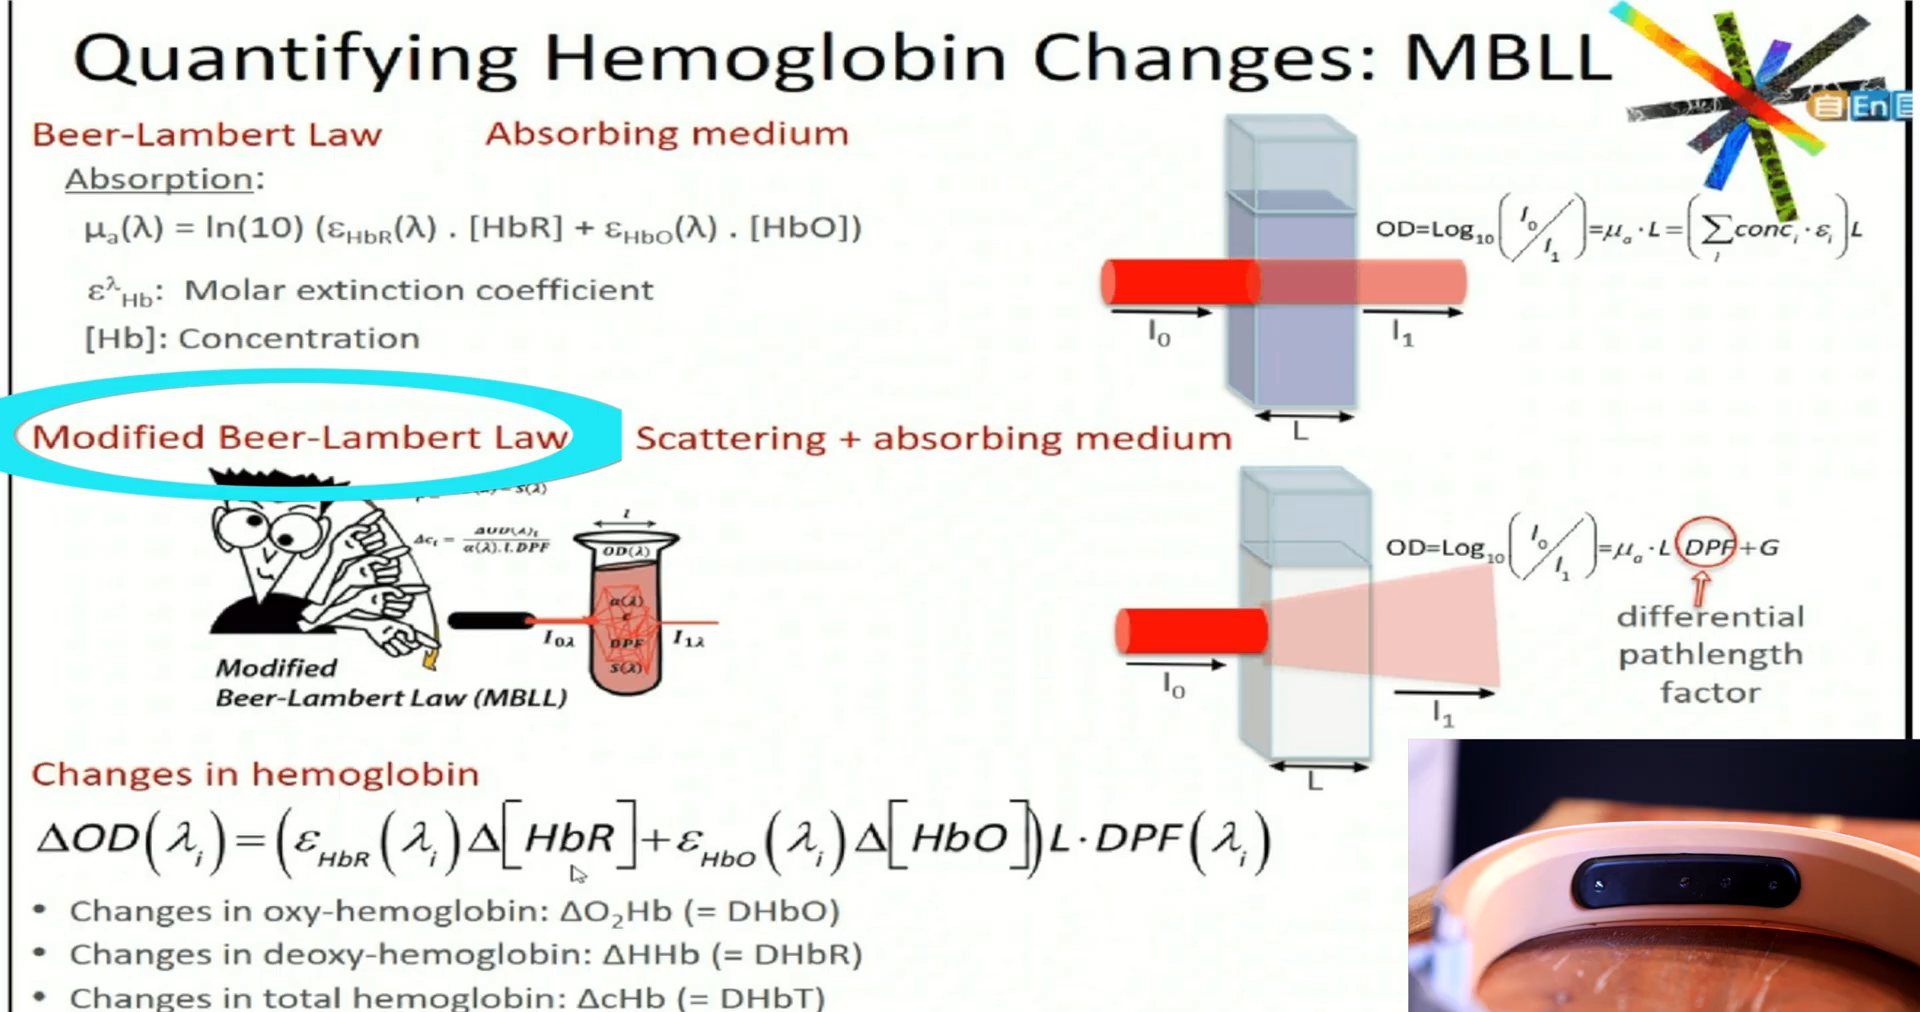 Quantifying Hemoglobin Changes: MBLL
En
Beer-Lambert Law
Absorbing medium
Absorption:
μa(λ) = ln(10) (εHbR(λ) . [HbR] + εHbO(λ) . [HbO])
ελHb: Molar extinction coefficient
[Hb]: Concentration
OD=Log10(I0/I1)=μa·L=(∑i conci·εi)L
I0
I1
L
Modified Beer-Lambert Law
Scattering + absorbing medium
s(λ)
Δct = ΔOD(λ)t / α(λ).l.DPF
l
OD(λ)
α(λ)
c
DPF
S(λ)
I0λ
I1λ
Modified
Beer-Lambert Law (MBLL)
OD=Log10(I0/I1)=μa·L DPF+G
differential
pathlength
factor
I0
I1
L
Changes in hemoglobin
ΔOD(λi)=(εHbR(λi)Δ[HbR]+εHbO(λi)Δ[HbO])L·DPF(λi)
• Changes in oxy-hemoglobin: ΔO2Hb (= DHbO)
• Changes in deoxy-hemoglobin: ΔHHb (= DHbR)
• Changes in total hemoglobin: ΔcHb (= DHbT)